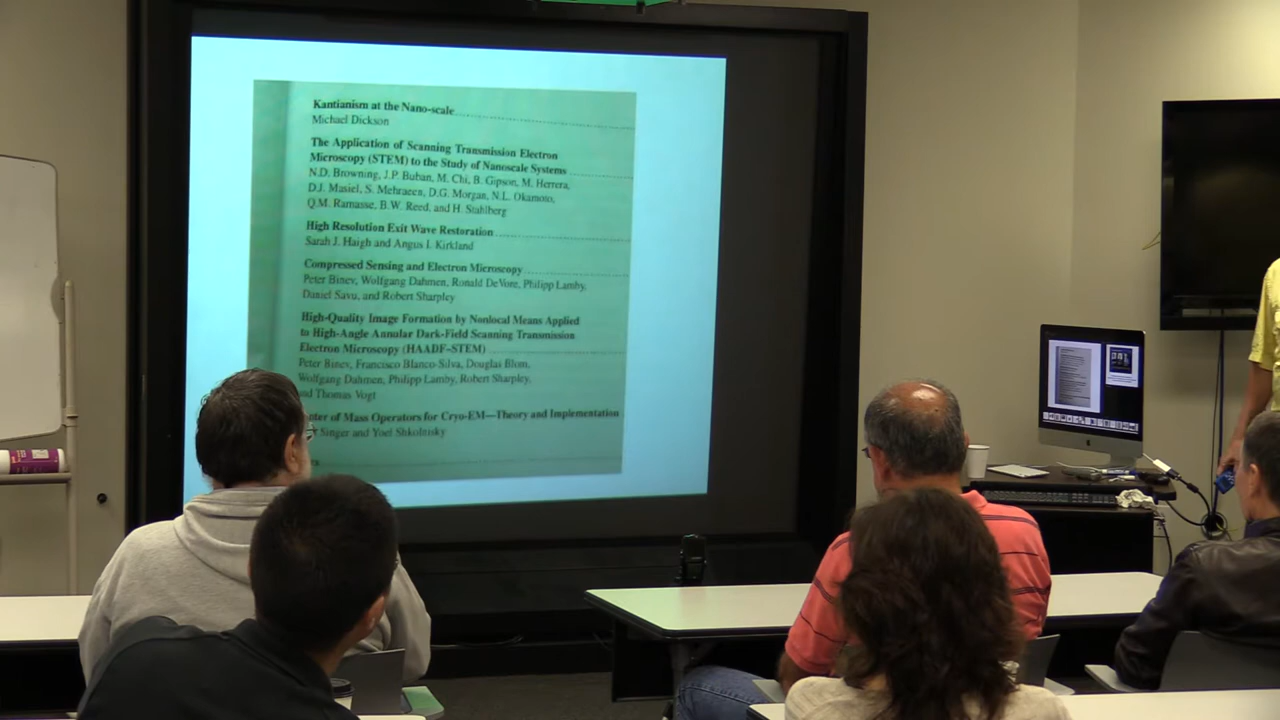 Kantianism at the Nano-scale
Michael Dickson
The Application of Scanning Transmission Electron
Microscopy (STEM) to the Study of Nanoscale Systems
N.D. Browning, J.P. Buban, M. Chi, B. Gipson, M. Herrera,
D.J. Masiel, S. Mehraeen, D.G. Morgan, N.L. Okamoto,
Q.M. Ramasse, B.W. Reed, and H. Stahlberg
High Resolution Exit Wave Restoration
Sarah J. Haigh and Angus I. Kirkland
Compressed Sensing and Electron Microscopy
Peter Binev, Wolfgang Dahmen, Ronald DeVore, Philipp Lamby,
Daniel Savu, and Robert Sharpley
High-Quality Image Formation by Nonlocal Means Applied
to High-Angle Annular Dark-Field Scanning Transmission
Electron Microscopy (HAADF–STEM)
Peter Binev, Francisco Blanco-Silva, Douglas Blom,
Wolfgang Dahmen, Philipp Lamby, Robert Sharpley,
and Thomas Vogt
of Mass Operators for Cryo-EM—Theory and Implementation
Singer and Yoel Shkolnisky